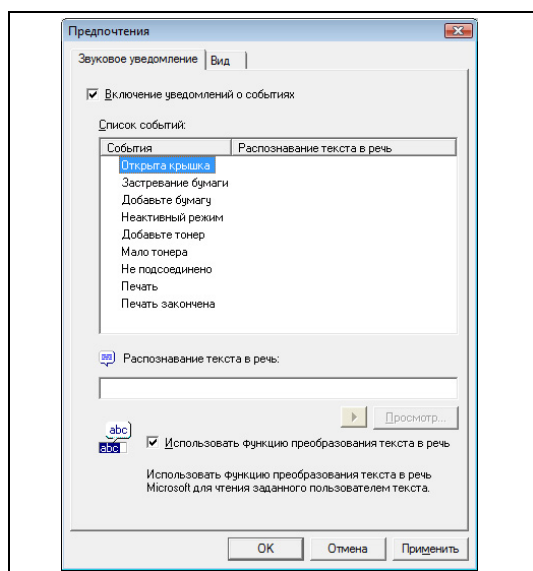 Предпочтения
Звуковое уведомление Вид
Включение уведомлений о событиях
Список событий:
События Распознавание текста в речь
Открыта крышка
Застревание бумаги
Добавьте бумагу
Неактивный режим
Добавьте тонер
Мало тонера
Не подсоединено
Печать
Печать закончена
Распознавание текста в речь:
Просмотр...
abc
abc
Использовать функцию преобразования текста в речь
Использовать функцию преобразования текста в речь
Microsoft для чтения заданного пользователем текста.
OK Отмена Применить